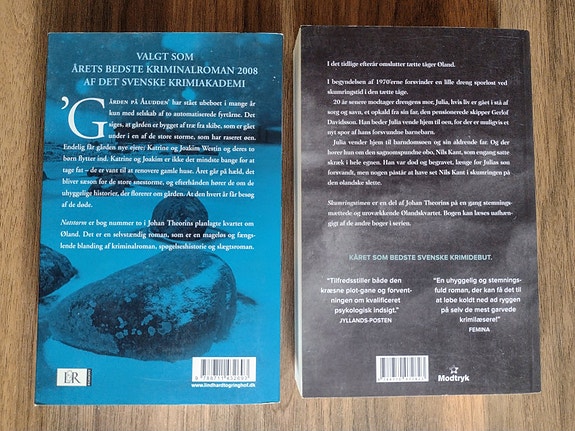 VALGT SOM
ÅRETS BEDSTE KRIMINALROMAN 2008
AF DET SVENSKE KRIMIAKADEMI
'GÅRDEN PÅ ÅLUDDEN' har stået ubeboet i mange år
kun med selskab af to automatiserede fyrtårne. Det
siges, at gården er bygget af træ fra skibe, som er gået
under i en af de store storme, som har raseret øen.
Endelig får gården nye ejere: Katrine og Joakim Westin og deres to
børn flytter ind. Katrine og Joakim er ikke det mindste bange for at
tage fat – de er vant til at renovere gamle huse. Året går på hæld, det
bliver sæson for de store snestorme, og efterhånden hører de om de
uhyggelige historier, der florerer om gården. At den hvert år får besøg
af de døde.
Natstorm er bog nummer to i Johan Theorins planlagte kvartet om
Øland. Det er en selvstændig roman, som er en mageløs og fængs-
lende blanding af kriminalroman, spøgelseshistorie og slægtsroman.
L&R
www.lindhardtogringhof.dk
I det tidlige efterår omslutter tætte tåger Øland.
I begyndelsen af 1970'erne forsvinder en lille dreng sporløst ved
skumringstid i den tætte tåge.
20 år senere modtager drengens mor, Julia, hvis liv er gået i stå af
sorg og savn, et opkald fra sin far, den pensionerede skipper Gerlof
Davidsson. Han beder Julia vende hjem til øen, for der er muligvis et
nyt spor af hans forsvundne barnebarn.
Julia vender hjem til barndomsøen og sin aldrende far. Og der
hører hun om den sagnomspundne øbo, Nils Kant, som engang satte
skræk i hele egnen. Han var død og begravet, længe før Julias søn
forsvandt, men nogen påstår at have set Nils Kant i skumringen på
den ølandske slette.
Skumringstimen er en del af Johan Theorins på en gang stemnings-
mættede og urovækkende Ølandskvartet. Bogen kan læses uafhæn-
gigt af de andre bøger i serien.
KÅRET SOM BEDSTE SVENSKE KRIMIDEBUT.
"Tilfredsstiller både den
kræsne plot-gane og forvent-
ningen om kvalificeret
psykologisk indsigt."
JYLLANDS-POSTEN
"En uhyggelig og stemnings-
fuld roman, der kan få det til
at løbe koldt ned ad ryggen
på selv de mest garvede
krimilæsere!"
FEMINA
Modtryk